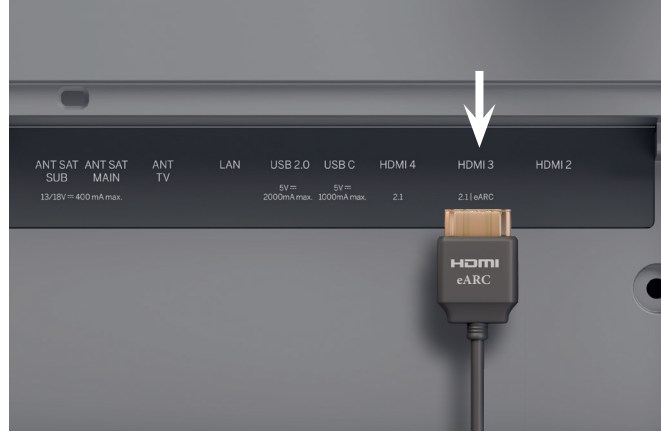 ANT SAT SUB
ANT SAT MAIN
13/18V⎓400 mA max.
ANT TV
LAN
USB 2.0
5V⎓
2000mA max.
USB C
5V⎓
1000mA max.
HDMI 4
2.1
HDMI 3
2.1 | eARC
HDMI 2
HDMI
eARC